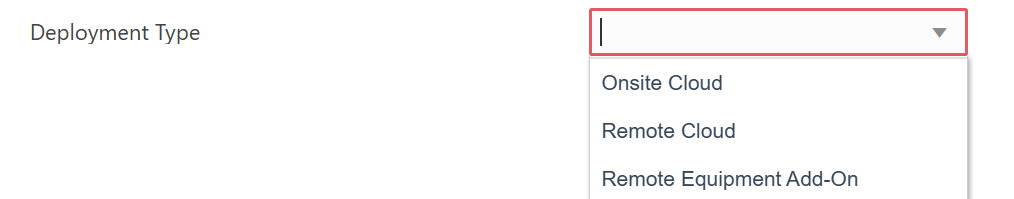 Deployment Type
Onsite Cloud
Remote Cloud
Remote Equipment Add-On